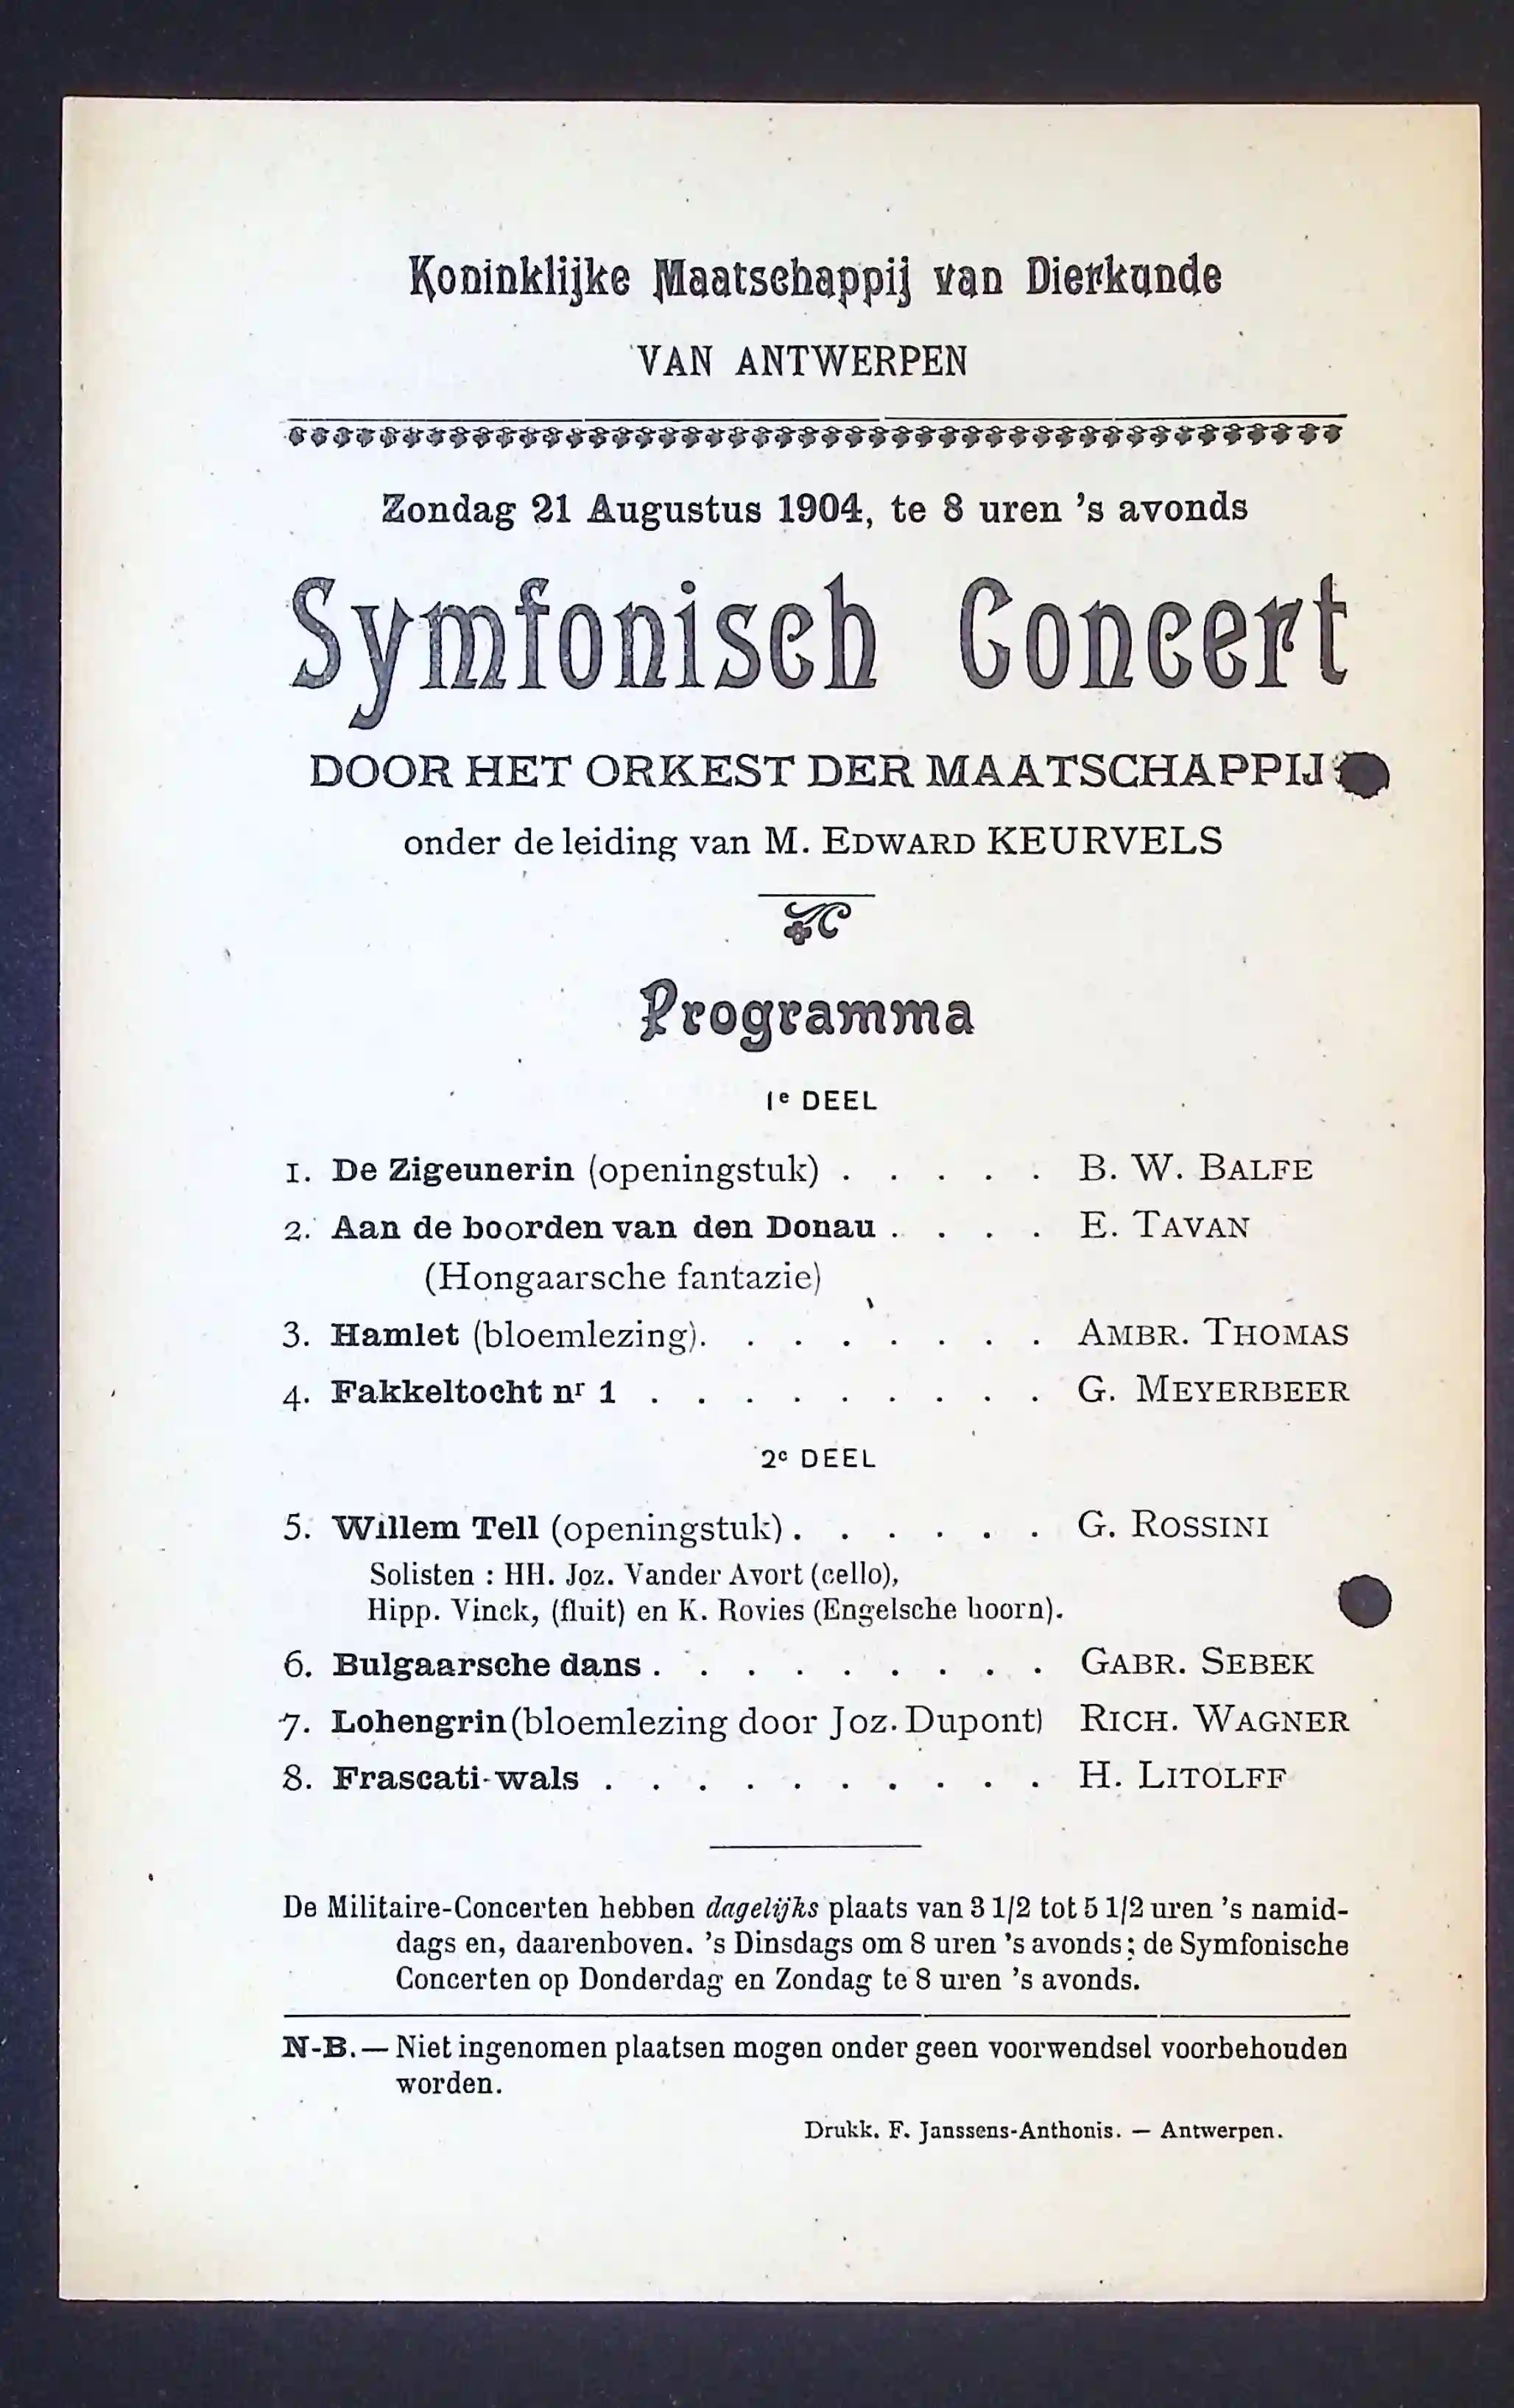 Koninklijke Maatschappij van Dierkunde
VAN ANTWERPEN
Zondag 21 Augustus 1904, te 8 uren 's avonds
Symfonisch Concert
DOOR HET ORKEST DER MAATSCHAPPIJ
onder de leiding van M. EDWARD KEURVELS
Programma
1e DEEL
1. De Zigeunerin (openingstuk) . . . . . B. W. BALFE
2. Aan de boorden van den Donau . . . . E. TAVAN
(Hongaarsche fantazie)
3. Hamlet (bloemlezing). . . . . . . . AMBR. THOMAS
4. Fakkeltocht nr 1 . . . . . . . . . G. MEYERBEER
2e DEEL
5. Willem Tell (openingstuk) . . . . . . G. ROSSINI
Solisten : HH. Joz. Vander Avort (cello),
Hipp. Vinck, (fluit) en K. Rovies (Engelsche hoorn).
6. Bulgaarsche dans . . . . . . . . . GABR. SEBEK
7. Lohengrin (bloemlezing door Joz. Dupont) RICH. WAGNER
8. Frascati-wals . . . . . . . . . . H. LITOLFF
De Militaire-Concerten hebben dagelijks plaats van 3 1/2 tot 5 1/2 uren 's namid-
dags en, daarenboven. 's Dinsdags om 8 uren 's avonds; de Symfonische
Concerten op Donderdag en Zondag te 8 uren 's avonds.
N-B. — Niet ingenomen plaatsen mogen onder geen voorwendsel voorbehouden
worden.
Drukk. F. Janssens-Anthonis. — Antwerpen.